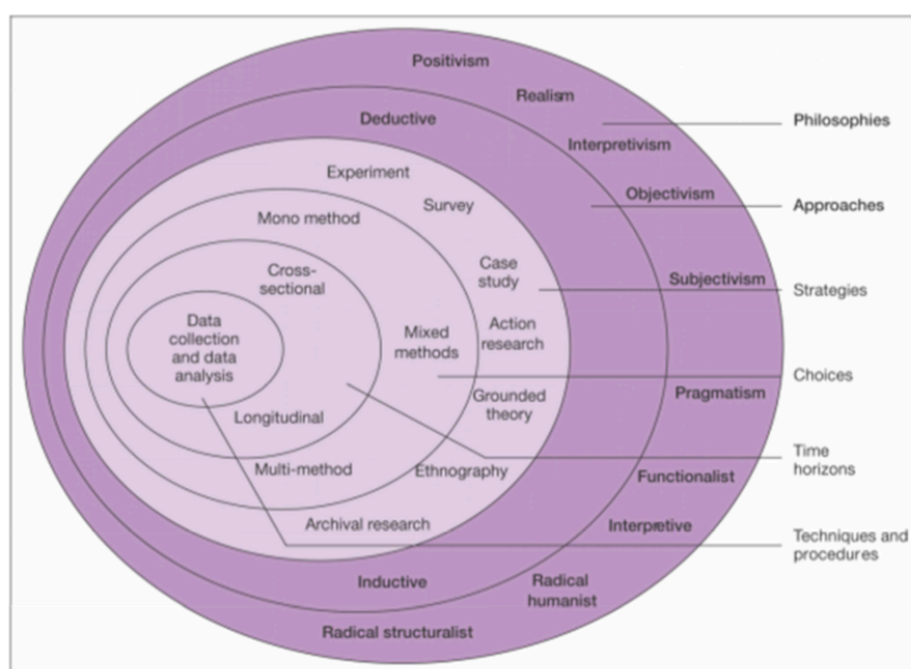 Positivism
Realism
Philosophies
Deductive
Interpretivism
Experiment
Objectivism
Approaches
Survey
Mono method
Case
study
Subjectivism
Strategies
Cross-
sectional
Data
collection
and data
analysis
Mixed
methods
Action
research
Choices
Grounded
theory
Pragmatism
Longitudinal
Time
horizons
Multi-method
Ethnography
Functionalist
Archival research
Interpretive
Techniques and
procedures
Inductive
Radical
humanist
Radical structuralist